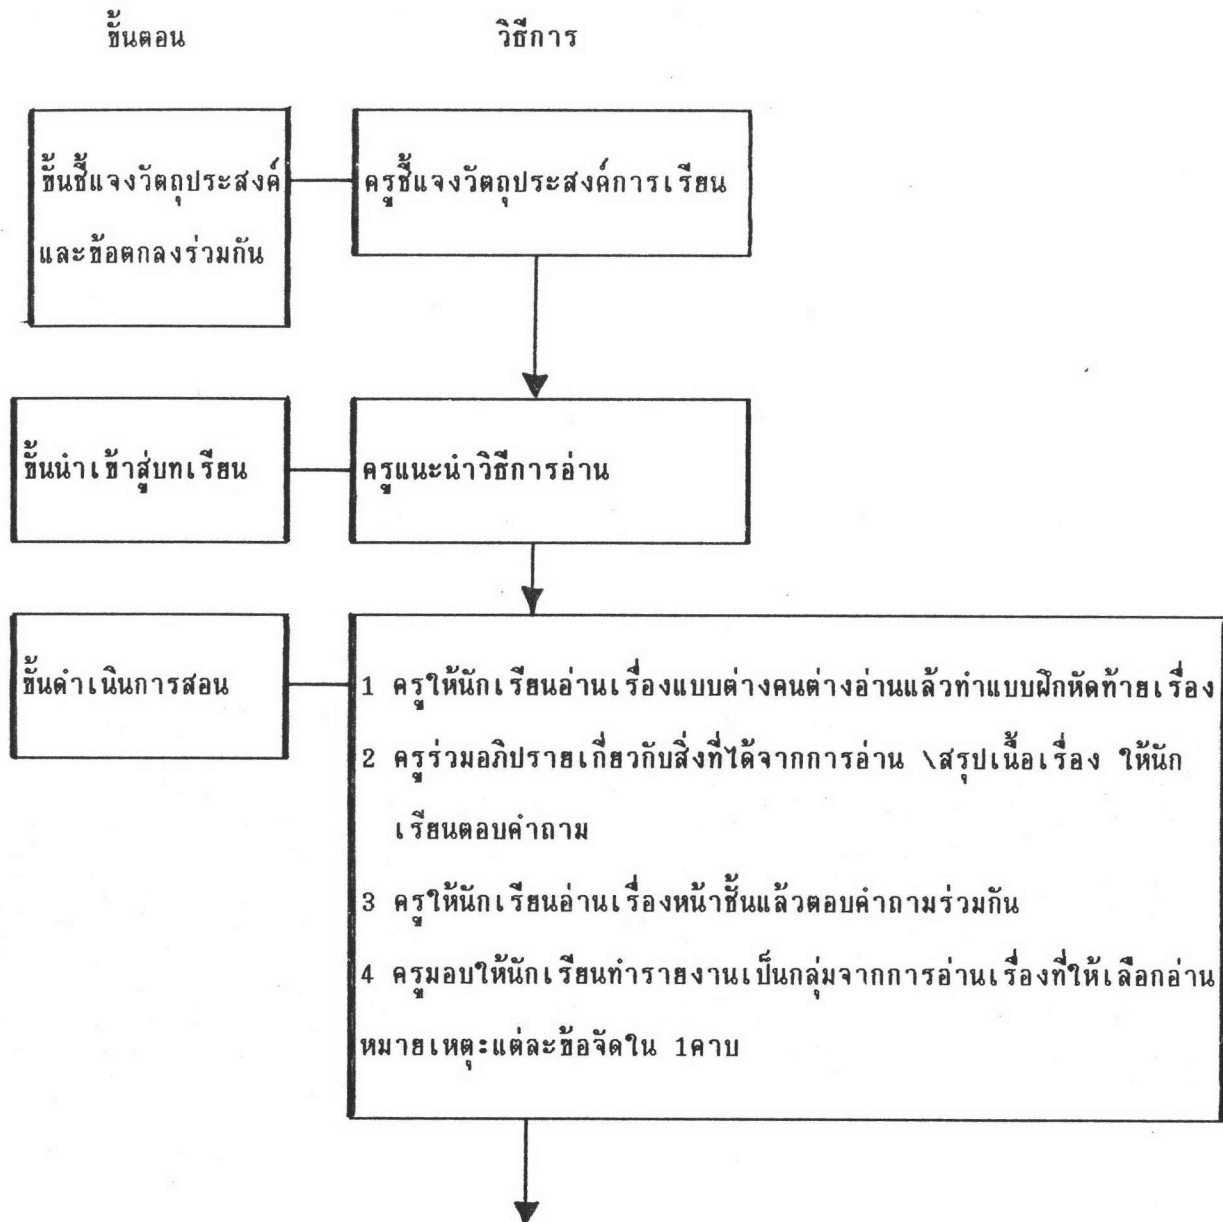 ขั้นตอน วิธีการ
ขั้นชี้แจงวัตถุประสงค์
และข้อตกลงร่วมกัน
ครูชี้แจงวัตถุประสงค์การเรียน
ขั้นนำเข้าสู่บทเรียน
ครูแนะนำวิธีการอ่าน
ขั้นดำเนินการสอน
1 ครูให้นักเรียนอ่านเรื่องแบบต่างคนต่างอ่านแล้วทำแบบฝึกหัดท้ายเรื่อง
2 ครูร่วมอภิปรายเกี่ยวกับสิ่งที่ได้จากการอ่าน \สรุปเนื้อเรื่อง ให้นัก
เรียนตอบคำถาม
3 ครูให้นักเรียนอ่านเรื่องหน้าชั้นแล้วตอบคำถามร่วมกัน
4 ครูมอบให้นักเรียนทำรายงานเป็นกลุ่มจากการอ่านเรื่องที่ให้เลือกอ่าน
หมายเหตุ:แต่ละข้อจัดใน 1คาบ